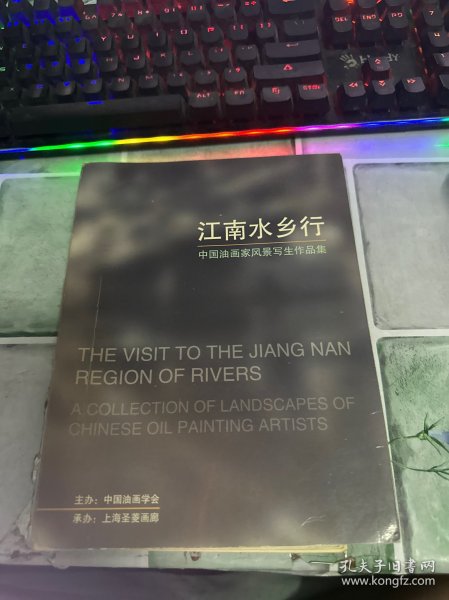 江南水乡行
中国油画家风景写生作品集
THE VISIT TO THE JIANG NAN
REGION OF RIVERS
A COLLECTION OF LANDSCAPES OF
CHINESE OIL PAINTING ARTISTS
主办：中国油画学会
承办：上海圣菱画廊
孔夫子旧书网
www.kongfz.com